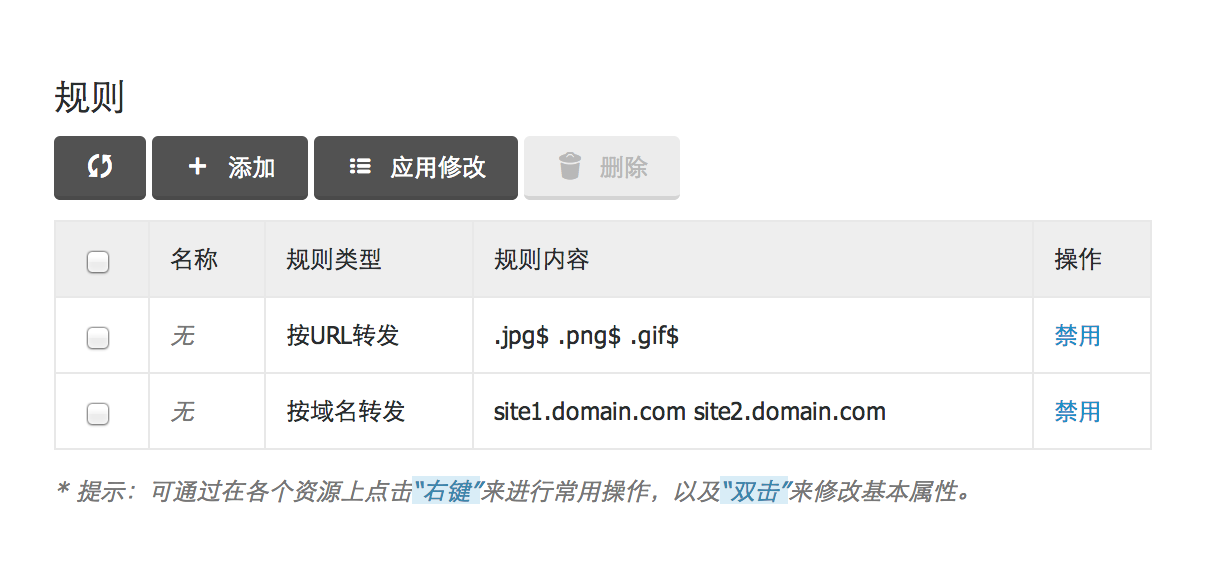 规则
添加 应用修改 删除
名称 规则类型 规则内容 操作
无 按URL转发 .jpg$ .png$ .gif$ 禁用
无 按域名转发 site1.domain.com site2.domain.com 禁用
* 提示：可通过在各个资源上点击“右键”来进行常用操作，以及“双击”来修改基本属性。